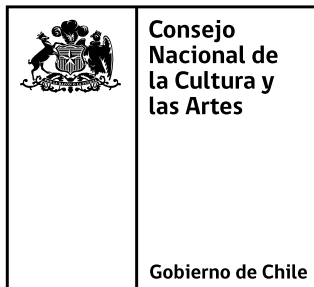 Consejo
Nacional de
la Cultura y
las Artes
Gobierno de Chile